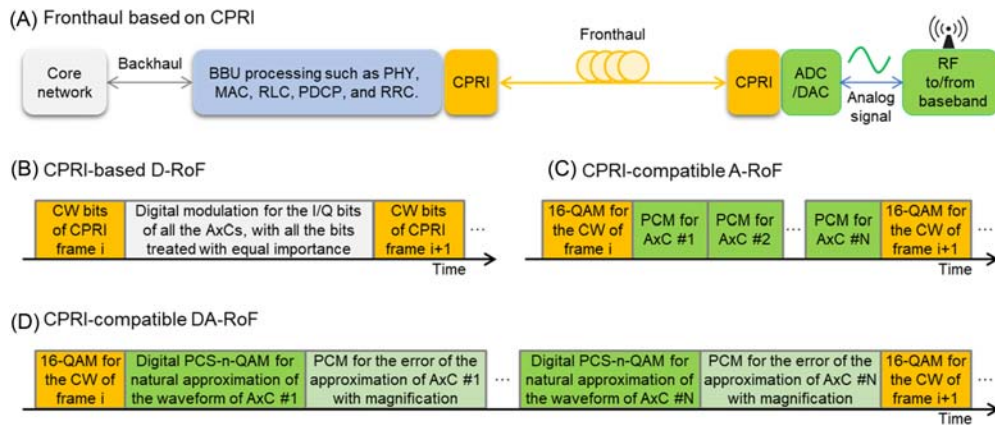 (A) Fronthaul based on CPRI
Core
network
Backhaul
BBU processing such as PHY,
MAC, RLC, PDCP, and RRC.
CPRI
Fronthaul
CPRI
ADC
/DAC
Analog
signal
RF
to/from
baseband
(B) CPRI-based D-RoF
CW bits
of CPRI
frame i
Digital modulation for the I/Q bits
of all the AxCs, with all the bits
treated with equal importance
CW bits
of CPRI
frame i+1
...
Time
(C) CPRI-compatible A-RoF
16-QAM for
the CW of
frame i
PCM for
AxC #1
PCM for
AxC #2
...
PCM for
AxC #N
16-QAM for
the CW of
frame i+1
...
Time
(D) CPRI-compatible DA-RoF
16-QAM for
the CW of
frame i
Digital PCS-n-QAM for
natural approximation of
the waveform of AxC #1
PCM for the error of the
approximation of AxC #1
with magnification
...
Digital PCS-n-QAM for
natural approximation of
the waveform of AxC #N
PCM for the error of the
approximation of AxC #N
with magnification
16-QAM for
the CW of
frame i+1
...
Time